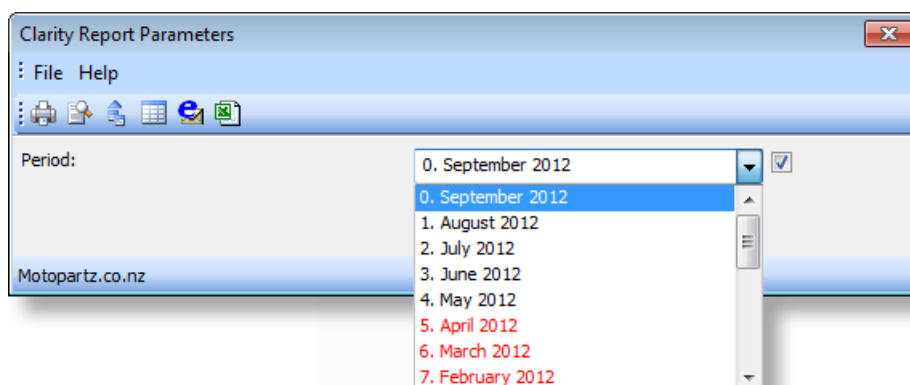 Clarity Report Parameters
File Help
Period:
0. September 2012
0. September 2012
1. August 2012
2. July 2012
3. June 2012
4. May 2012
5. April 2012
6. March 2012
7. February 2012
Motopartz.co.nz